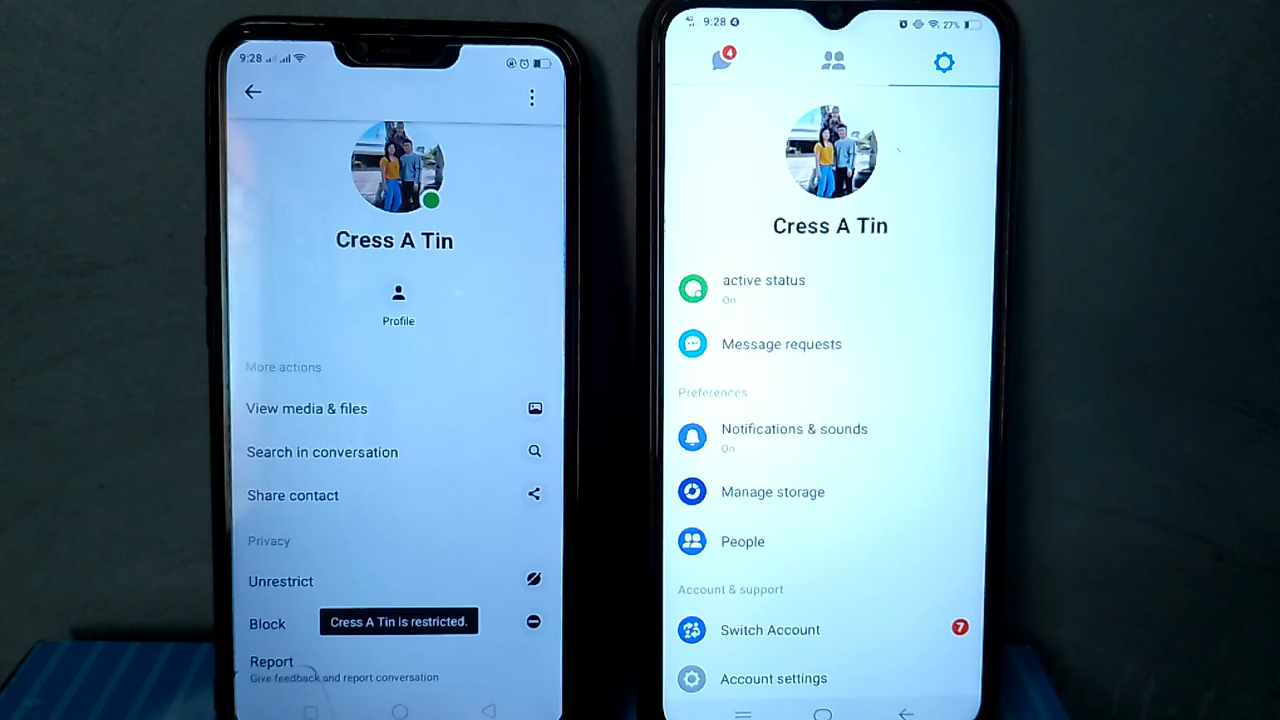 9:28
Cress A Tin
Profile
More actions
View media & files
Search in conversation
Share contact
Privacy
Unrestrict
Block
Cress A Tin is restricted.
Report
Give feedback and report conversation
4G
9:28
27%
4
Cress A Tin
active status
On
Message requests
Preferences
Notifications & sounds
On
Manage storage
People
Account & support
Switch Account
7
Account settings